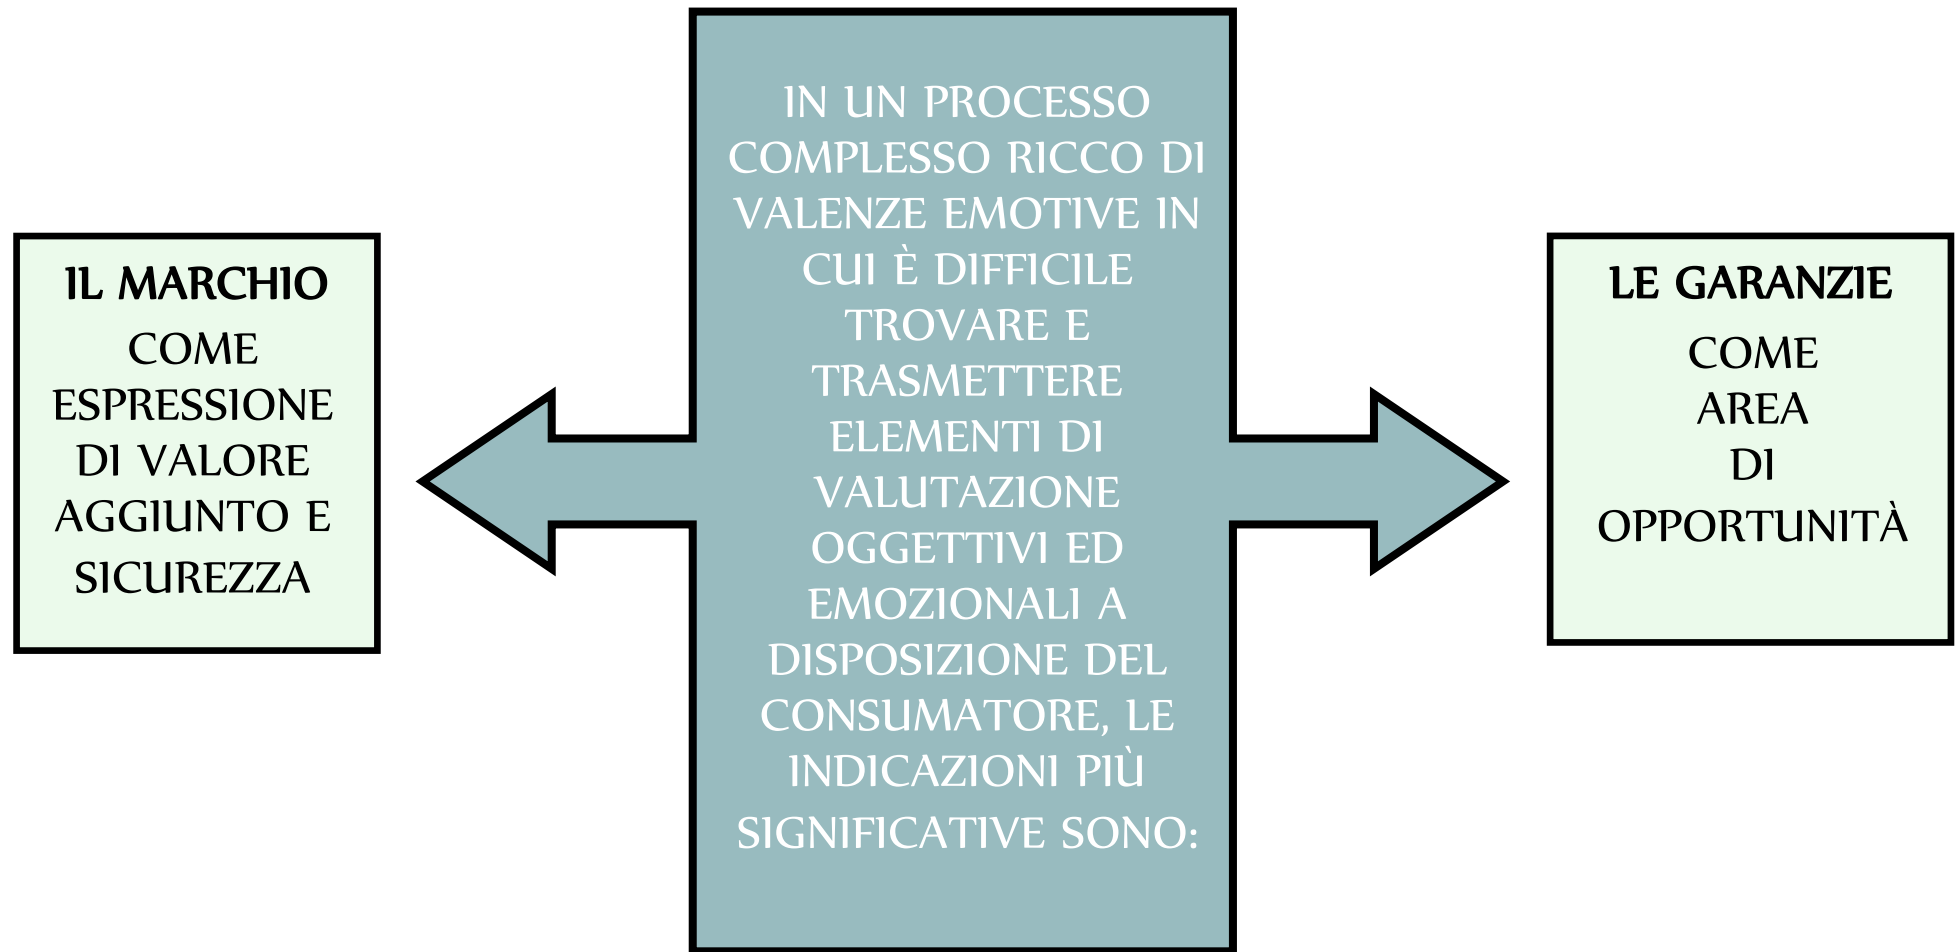 IN UN PROCESSO
COMPLESSO RICCO DI
VALENZE EMOTIVE IN
CUI È DIFFICILE
TROVARE E
TRASMETTERE
ELEMENTI DI
VALUTAZIONE
OGGETTIVI ED
EMOZIONALI A
DISPOSIZIONE DEL
CONSUMATORE, LE
INDICAZIONI PIÙ
SIGNIFICATIVE SONO:
IL MARCHIO
COME
ESPRESSIONE
DI VALORE
AGGIUNTO E
SICUREZZA
LE GARANZIE
COME
AREA
DI
OPPORTUNITÀ